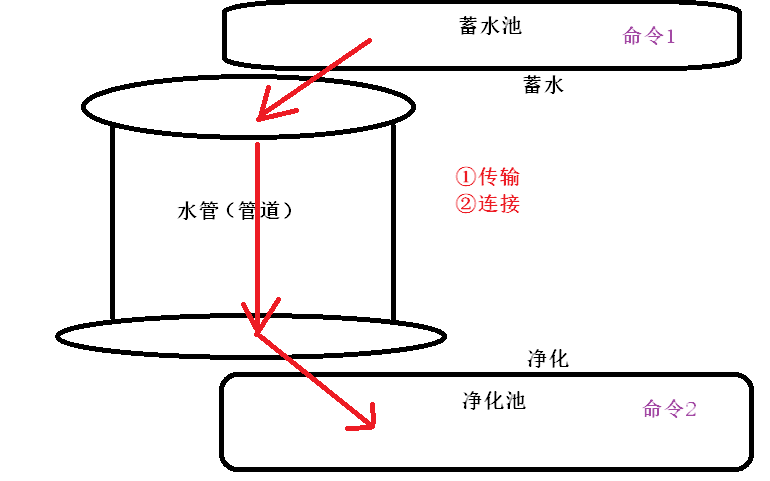 蓄水池
命令1
蓄水
①传输
②连接
水管（管道）
净化
净化池
命令2